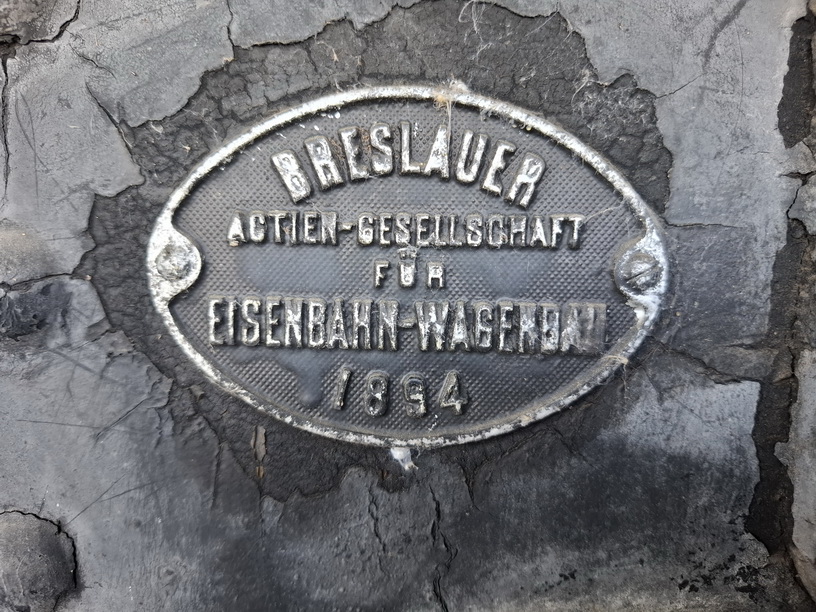 BRESLAUER
ACTIEN-GESELLSCHAFT
FÜR
EISENBAHN-WAGENBAU
1894